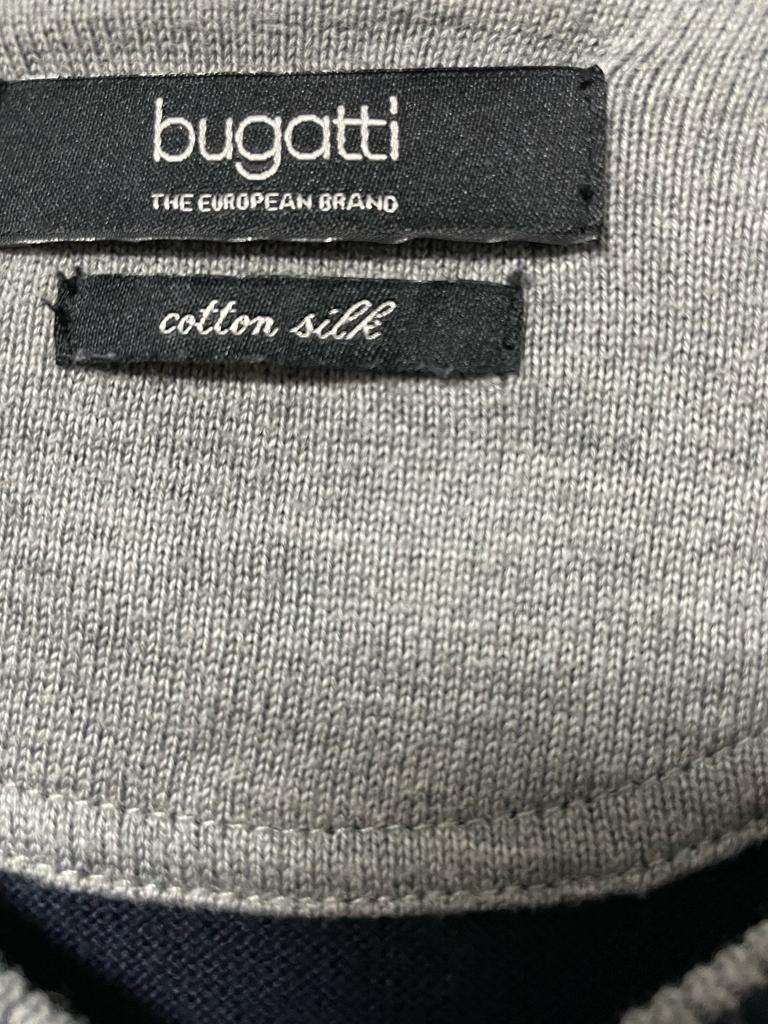 bugatti
THE EUROPEAN BRAND
cotton silk